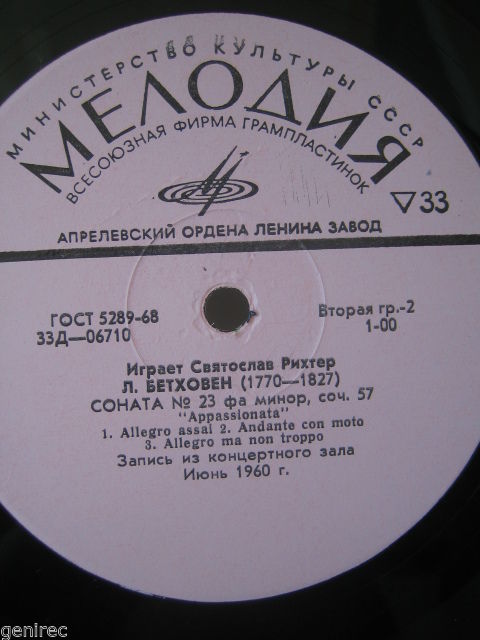 МИНИСТЕРСТВО КУЛЬТУРЫ СССР
МЕЛОДИЯ
ВСЕСОЮЗНАЯ ФИРМА ГРАМПЛАСТИНОК
▽33
АПРЕЛЕВСКИЙ ОРДЕНА ЛЕНИНА ЗАВОД
ГОСТ 5289-68
33Д—06710
Вторая гр.-2
1-00
Играет Святослав Рихтер
Л. БЕТХОВЕН (1770—1827)
СОНАТА № 23 фа минор, соч. 57
"Appassionata"
1. Allegro assai 2. Andante con moto
3. Allegro ma non troppo
Запись из концертного зала
Июнь 1960 г.
genirec